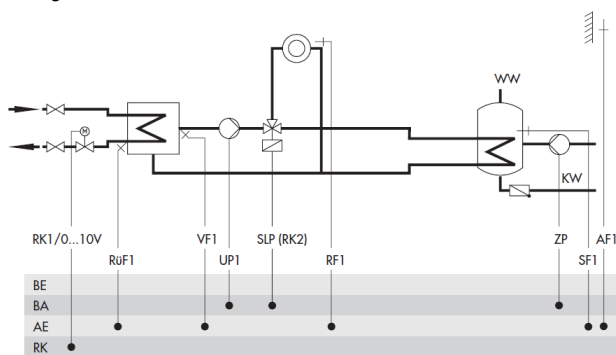 M
WW
KW
RK1/0...10V
VF1
SLP (RK2)
ZP
AF1
RüF1
UP1
RF1
SF1
BE
BA
AE
RK